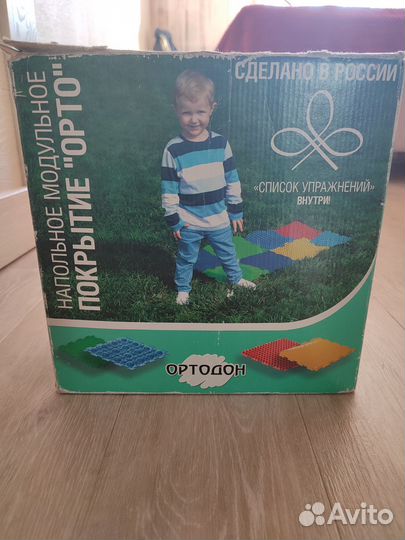 СДЕЛАНО В РОССИИ
НАПОЛЬНОЕ МОДУЛЬНОЕ
ПОКРЫТИЕ "ОРТО"
«СПИСОК УПРАЖНЕНИЙ»
ВНУТРИ!
ОРТОДОН
Avito